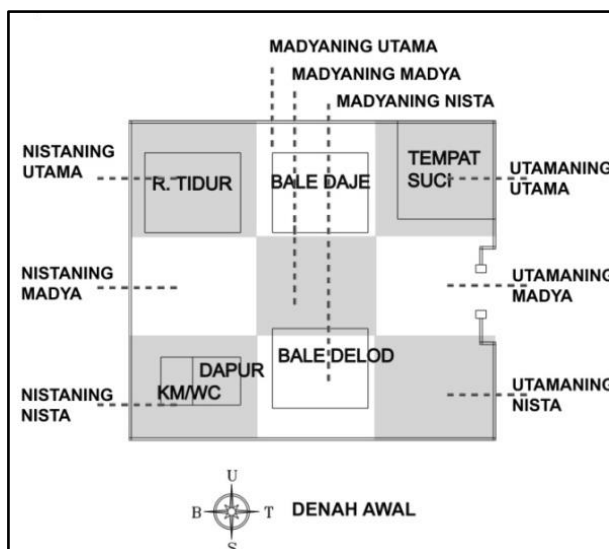 MADYANING UTAMA
MADYANING MADYA
MADYANING NISTA
NISTANING
UTAMA
R. TIDUR
BALE DAJE
TEMPAT
SUCI
UTAMANING
UTAMA
NISTANING
MADYA
UTAMANING
MADYA
BALE DELOD
DAPUR
KM/WC
NISTANING
NISTA
UTAMANING
NISTA
U
B
T
S
DENAH AWAL